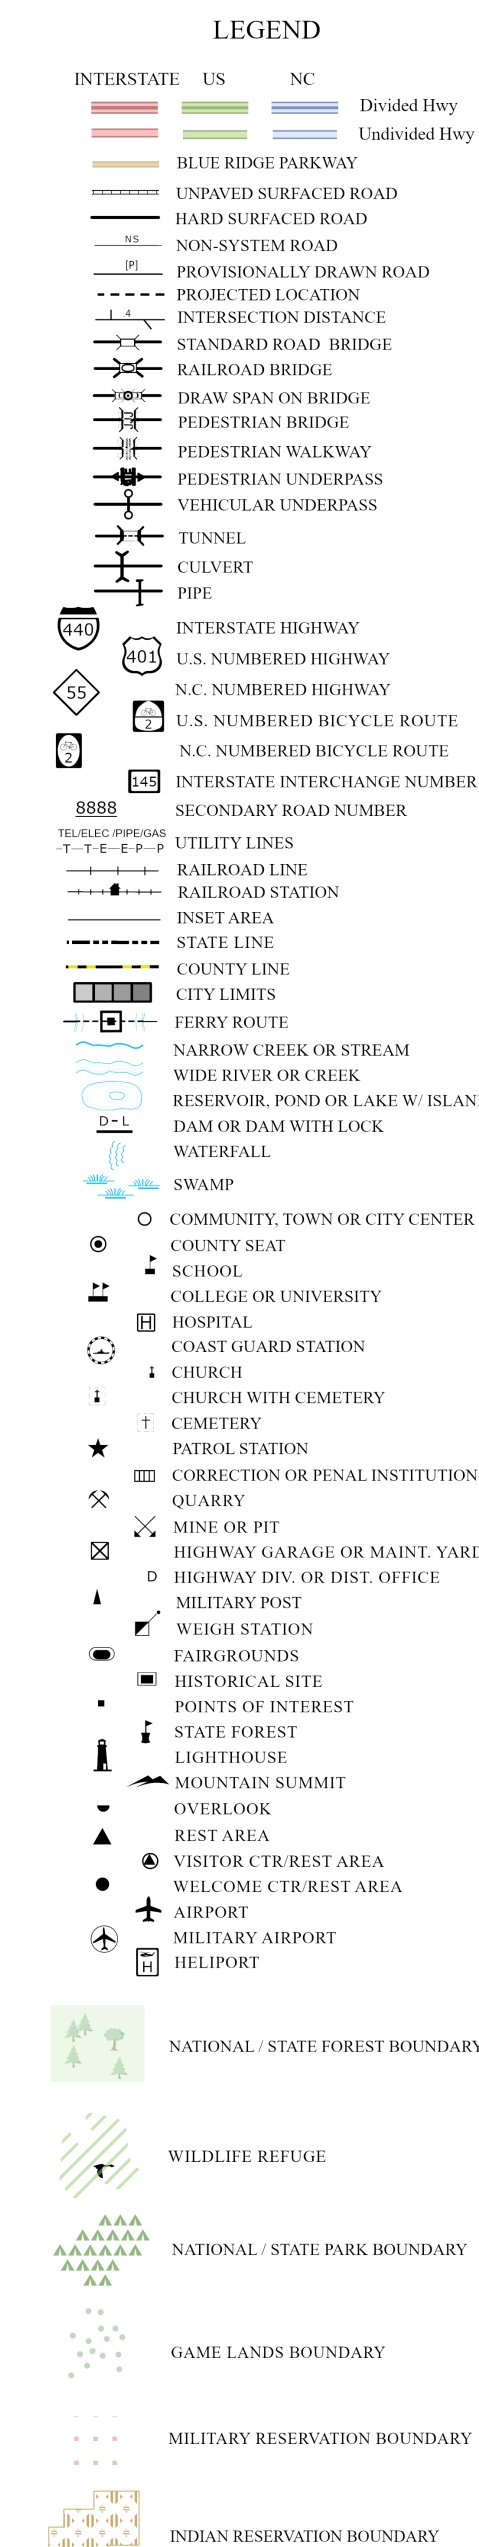 LEGEND
INTERSTATE US NC
Divided Hwy
Undivided Hwy
BLUE RIDGE PARKWAY
UNPAVED SURFACED ROAD
HARD SURFACED ROAD
NS NON-SYSTEM ROAD
[P] PROVISIONALLY DRAWN ROAD
PROJECTED LOCATION
.4 INTERSECTION DISTANCE
STANDARD ROAD BRIDGE
RAILROAD BRIDGE
DRAW SPAN ON BRIDGE
PEDESTRIAN BRIDGE
PEDESTRIAN WALKWAY
PEDESTRIAN UNDERPASS
VEHICULAR UNDERPASS
TUNNEL
CULVERT
PIPE
440 INTERSTATE HIGHWAY
401 U.S. NUMBERED HIGHWAY
55 N.C. NUMBERED HIGHWAY
2 U.S. NUMBERED BICYCLE ROUTE
2 N.C. NUMBERED BICYCLE ROUTE
145 INTERSTATE INTERCHANGE NUMBER
8888 SECONDARY ROAD NUMBER
TEL/ELEC /PIPE/GAS
T T E E P P UTILITY LINES
RAILROAD LINE
RAILROAD STATION
INSET AREA
STATE LINE
COUNTY LINE
CITY LIMITS
FERRY ROUTE
NARROW CREEK OR STREAM
WIDE RIVER OR CREEK
RESERVOIR, POND OR LAKE W/ ISLAN
D-L DAM OR DAM WITH LOCK
WATERFALL
SWAMP
COMMUNITY, TOWN OR CITY CENTER
COUNTY SEAT
SCHOOL
COLLEGE OR UNIVERSITY
H HOSPITAL
COAST GUARD STATION
CHURCH
CHURCH WITH CEMETERY
CEMETERY
PATROL STATION
CORRECTION OR PENAL INSTITUTION
QUARRY
MINE OR PIT
HIGHWAY GARAGE OR MAINT. YARD
D HIGHWAY DIV. OR DIST. OFFICE
MILITARY POST
WEIGH STATION
FAIRGROUNDS
HISTORICAL SITE
POINTS OF INTEREST
STATE FOREST
LIGHTHOUSE
MOUNTAIN SUMMIT
OVERLOOK
REST AREA
VISITOR CTR/REST AREA
WELCOME CTR/REST AREA
AIRPORT
MILITARY AIRPORT
H HELIPORT
NATIONAL / STATE FOREST BOUNDARY
WILDLIFE REFUGE
NATIONAL / STATE PARK BOUNDARY
GAME LANDS BOUNDARY
MILITARY RESERVATION BOUNDARY
INDIAN RESERVATION BOUNDARY